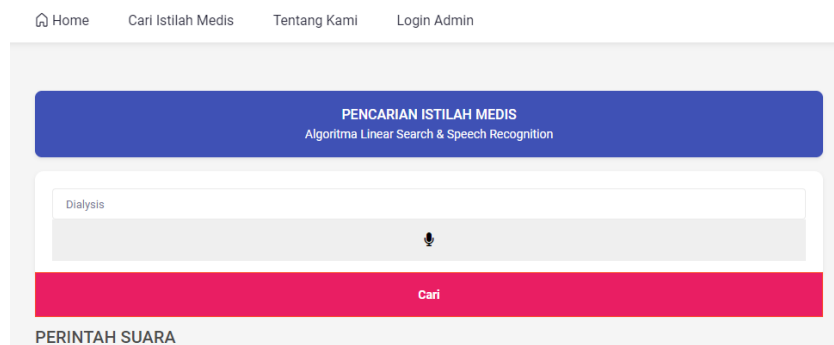 Home Cari Istilah Medis Tentang Kami Login Admin
PENCARIAN ISTILAH MEDIS
Algoritma Linear Search & Speech Recognition
Dialysis
Cari
PERINTAH SUARA